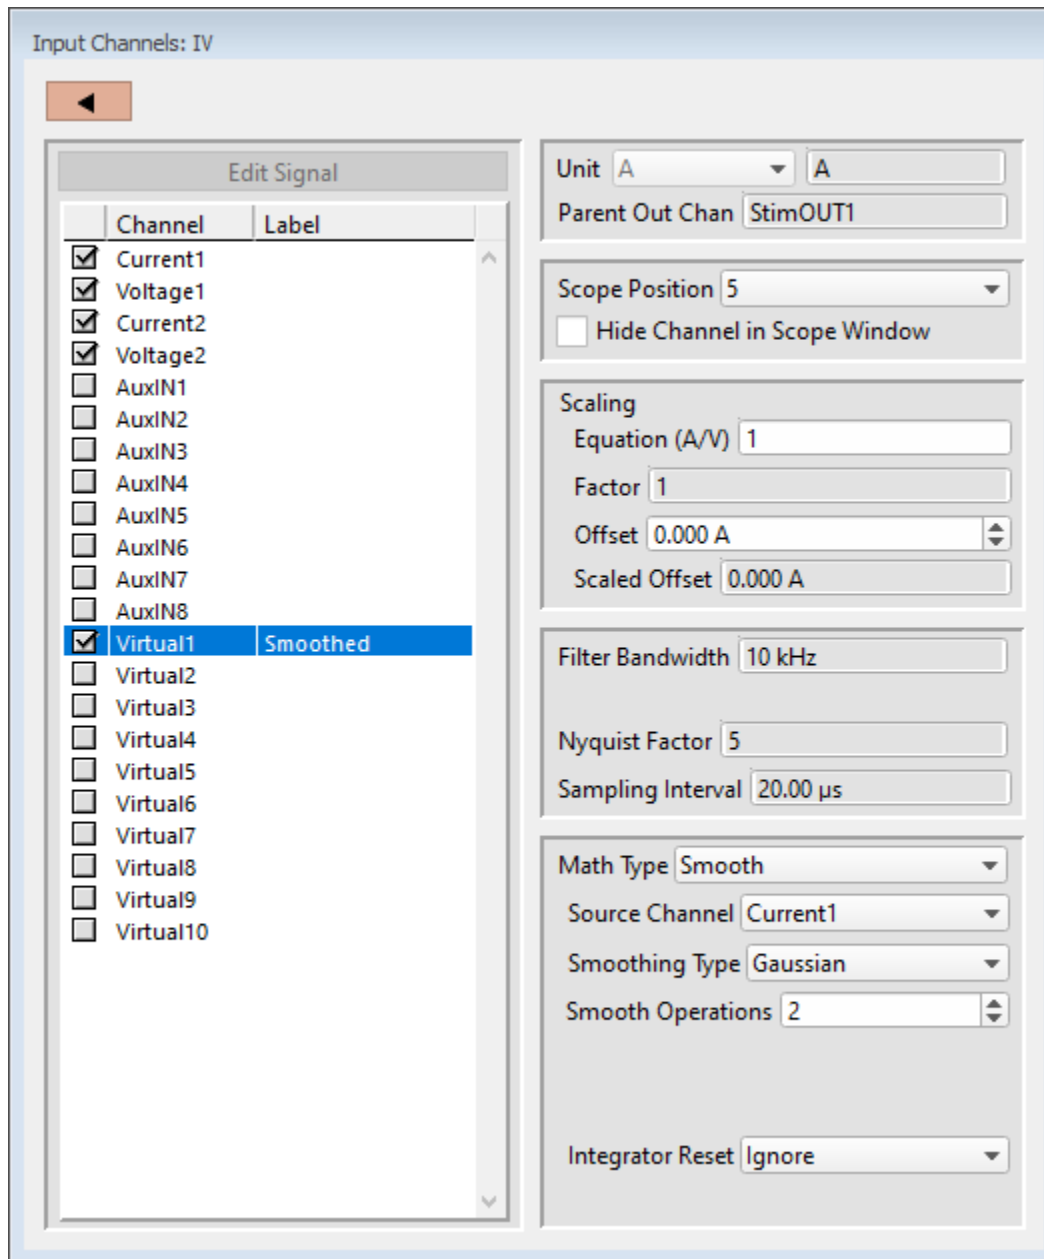 Input Channels: IV
Edit Signal
Channel Label
Current1
Voltage1
Current2
Voltage2
AuxIN1
AuxIN2
AuxIN3
AuxIN4
AuxIN5
AuxIN6
AuxIN7
AuxIN8
Virtual1 Smoothed
Virtual2
Virtual3
Virtual4
Virtual5
Virtual6
Virtual7
Virtual8
Virtual9
Virtual10
Unit A A
Parent Out Chan StimOUT1
Scope Position 5
Hide Channel in Scope Window
Scaling
Equation (A/V) 1
Factor 1
Offset 0.000 A
Scaled Offset 0.000 A
Filter Bandwidth 10 kHz
Nyquist Factor 5
Sampling Interval 20.00 µs
Math Type Smooth
Source Channel Current1
Smoothing Type Gaussian
Smooth Operations 2
Integrator Reset Ignore